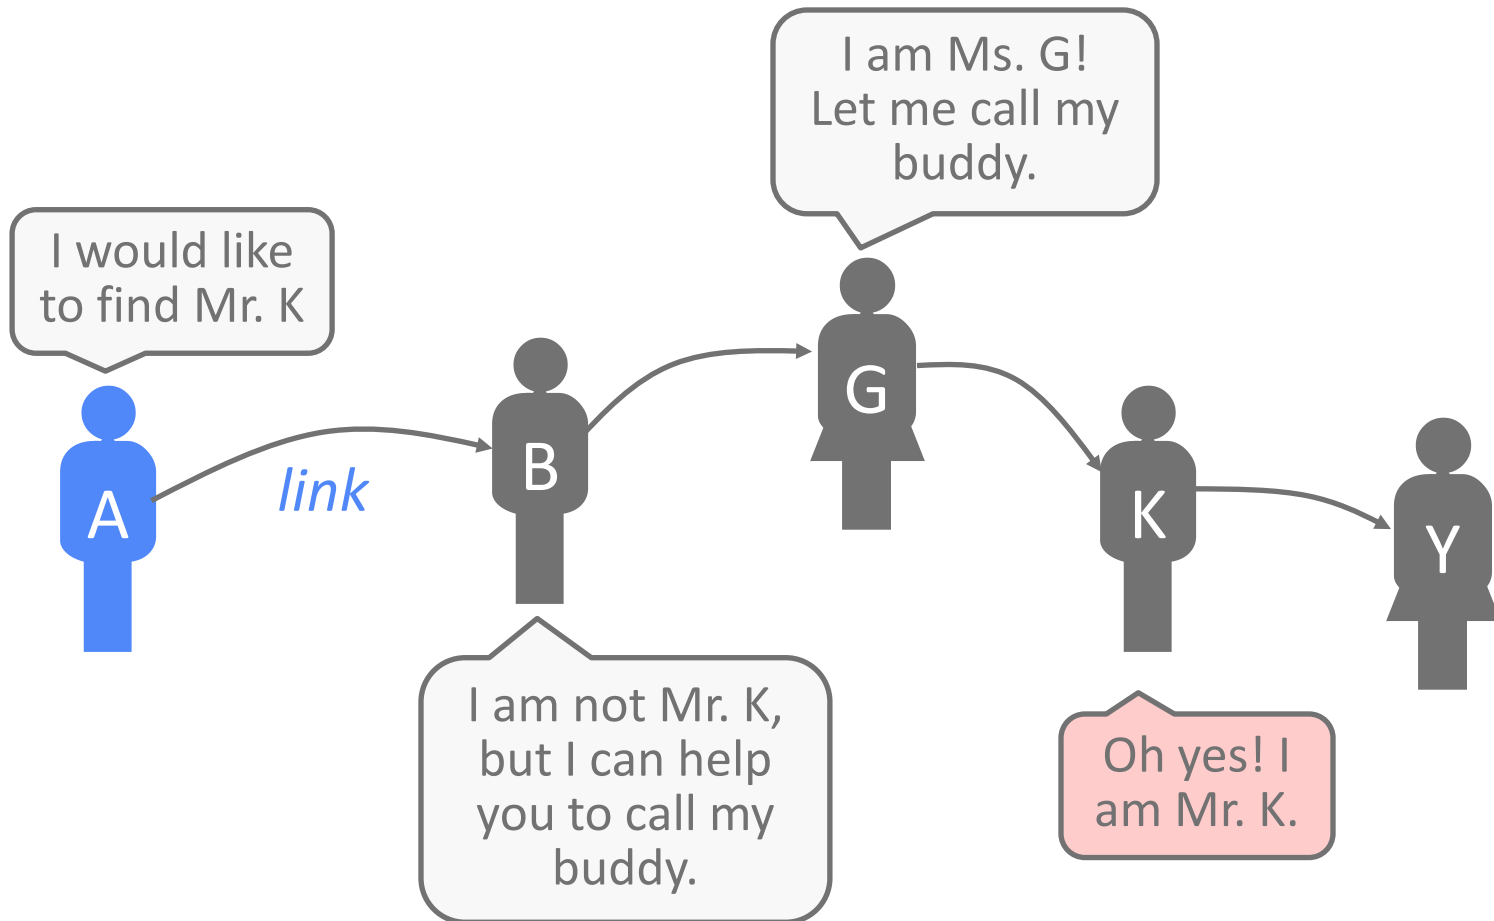 I am Ms. G!
Let me call my
buddy.
I would like
to find Mr. K
A
link
B
G
K
Y
I am not Mr. K,
but I can help
you to call my
buddy.
Oh yes! I
am Mr. K.